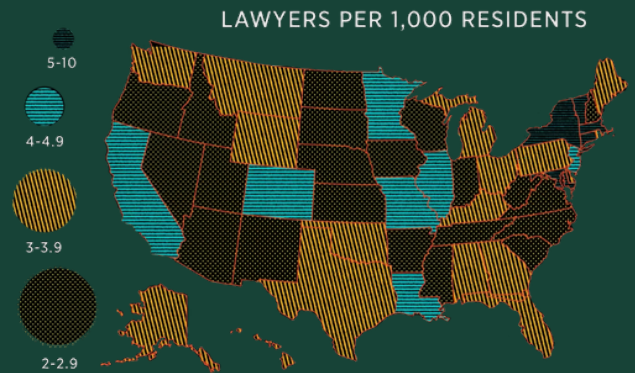 LAWYERS PER 1,000 RESIDENTS
5-10
4-4.9
3-3.9
2-2.9